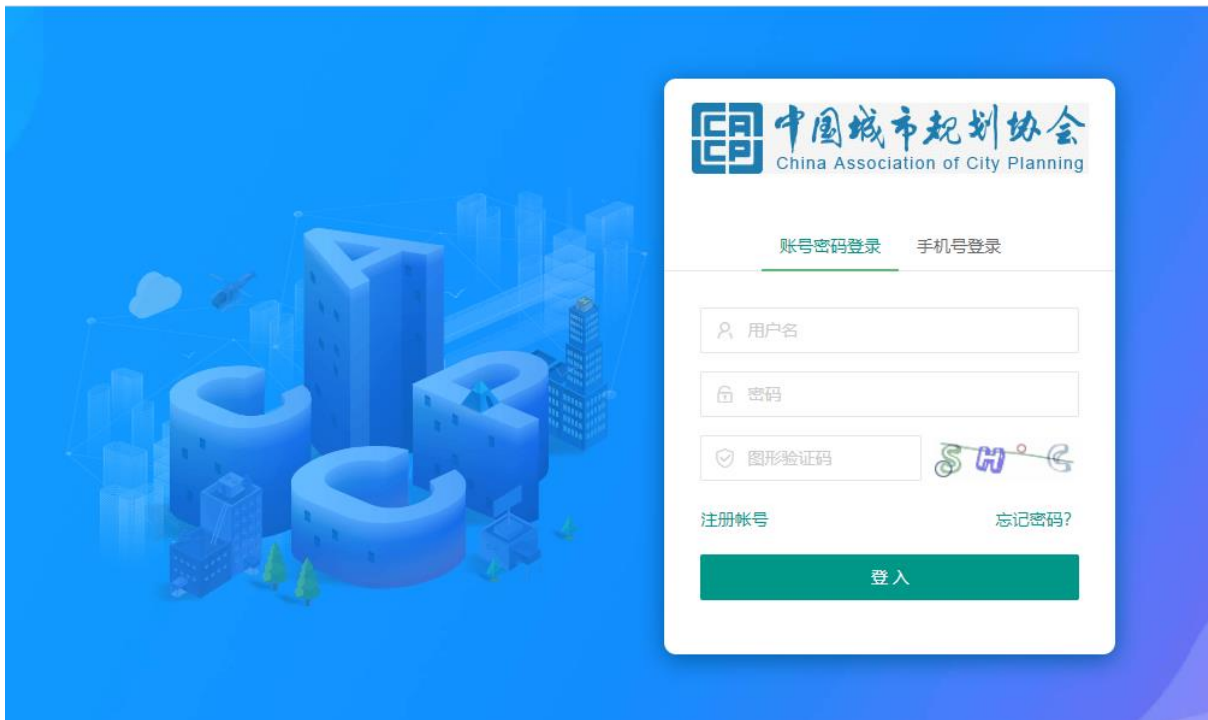 CACP
中国城市规划协会
China Association of City Planning
账号密码登录 手机号登录
用户名
密码
图形验证码
注册帐号 忘记密码?
登入
CACP